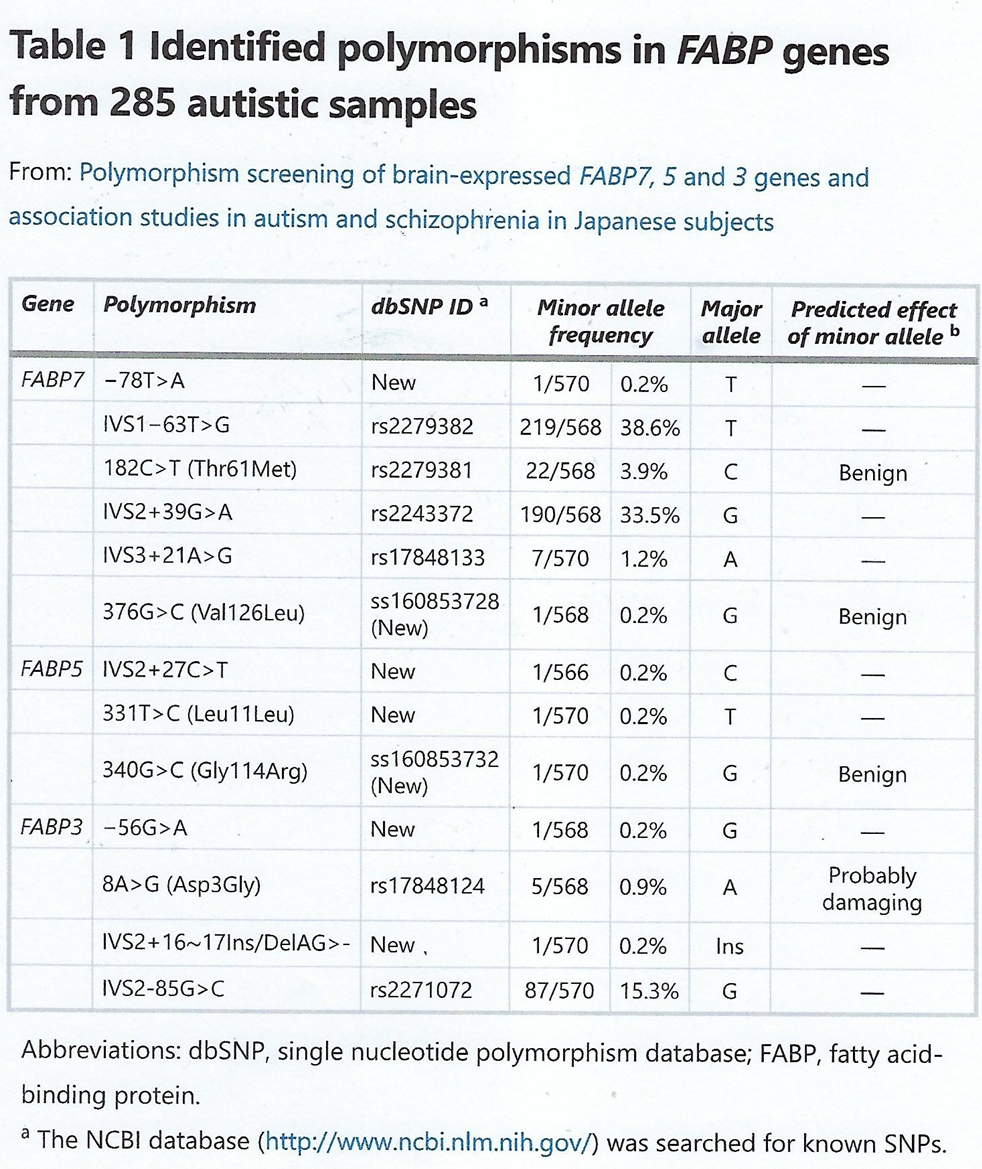 Table 1 Identified polymorphisms in FABP genes
from 285 autistic samples
From: Polymorphism screening of brain-expressed FABP7, 5 and 3 genes and
association studies in autism and schizophrenia in Japanese subjects
Gene Polymorphism dbSNP ID a Minor allele frequency Major allele Predicted effect of minor allele b
FABP7 −78T>A New 1/570 0.2% T —
IVS1−63T>G rs2279382 219/568 38.6% T —
182C>T (Thr61Met) rs2279381 22/568 3.9% C Benign
IVS2+39G>A rs2243372 190/568 33.5% G —
IVS3+21A>G rs17848133 7/570 1.2% A —
376G>C (Val126Leu) ss160853728 (New) 1/568 0.2% G Benign
FABP5 IVS2+27C>T New 1/566 0.2% C —
331T>C (Leu11Leu) New 1/570 0.2% T —
340G>C (Gly114Arg) ss160853732 (New) 1/570 0.2% G Benign
FABP3 −56G>A New 1/568 0.2% G —
8A>G (Asp3Gly) rs17848124 5/568 0.9% A Probably damaging
IVS2+16~17Ins/DelAG>- New 1/570 0.2% Ins —
IVS2-85G>C rs2271072 87/570 15.3% G —
Abbreviations: dbSNP, single nucleotide polymorphism database; FABP, fatty acid-
binding protein.
a The NCBI database (http://www.ncbi.nlm.nih.gov/) was searched for known SNPs.